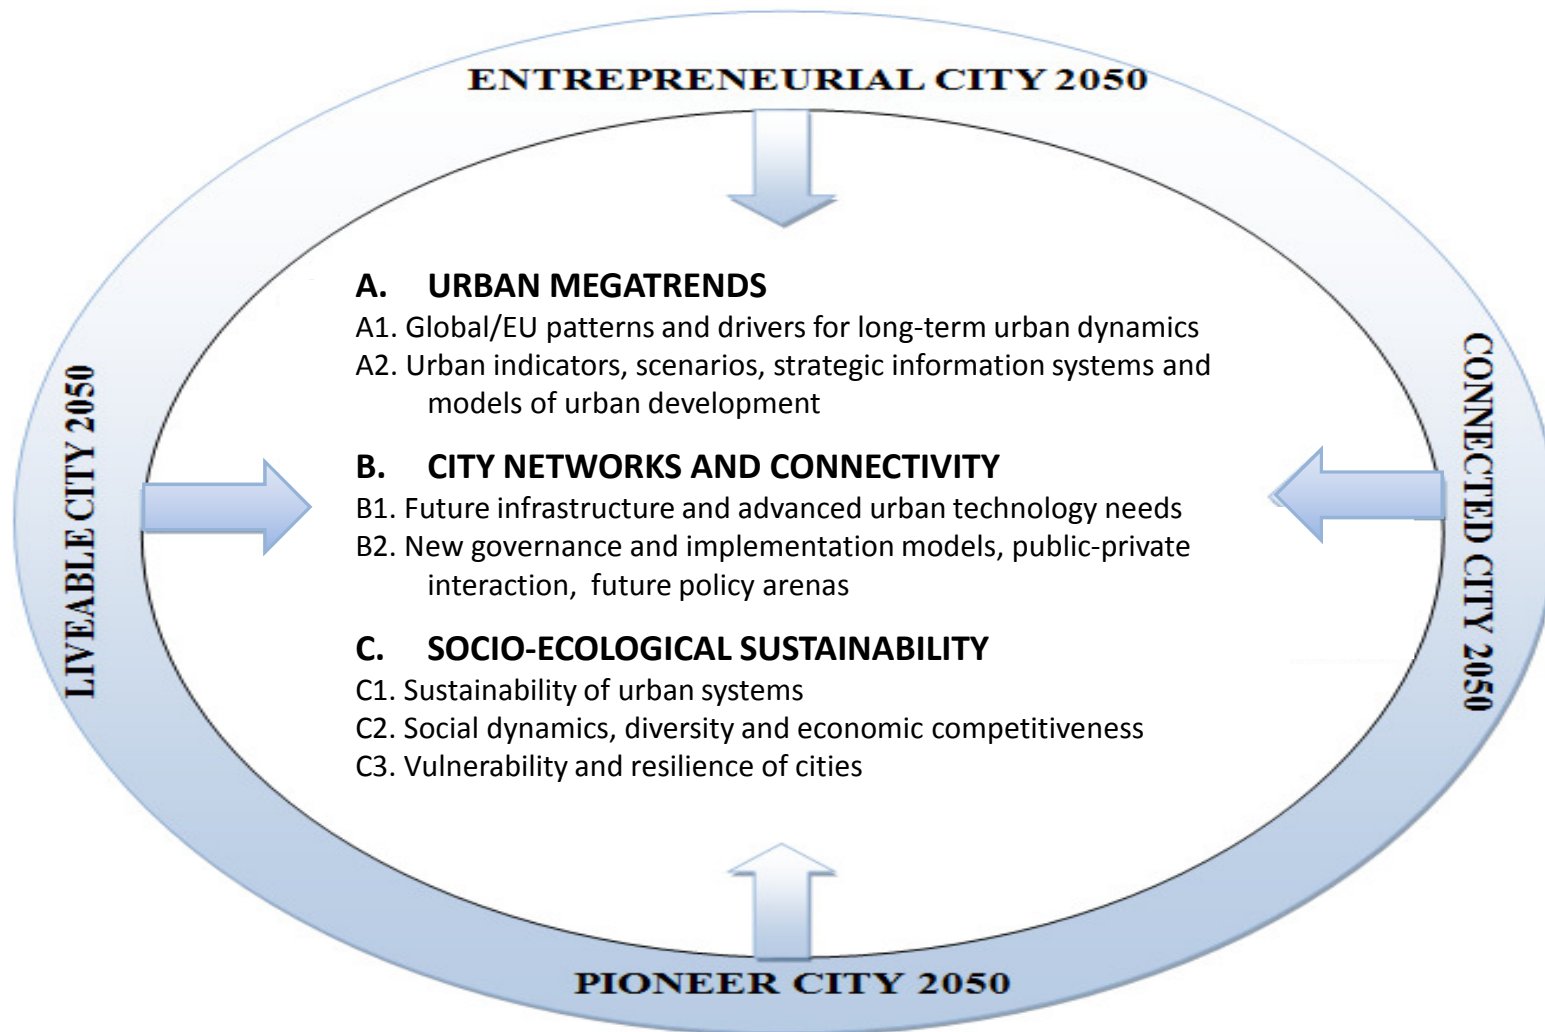 ENTREPRENEURIAL CITY 2050
A. URBAN MEGATRENDS
A1. Global/EU patterns and drivers for long-term urban dynamics
A2. Urban indicators, scenarios, strategic information systems and
models of urban development
B. CITY NETWORKS AND CONNECTIVITY
B1. Future infrastructure and advanced urban technology needs
B2. New governance and implementation models, public-private
interaction, future policy arenas
C. SOCIO-ECOLOGICAL SUSTAINABILITY
C1. Sustainability of urban systems
C2. Social dynamics, diversity and economic competitiveness
C3. Vulnerability and resilience of cities
LIVEABLE CITY 2050
CONNECTED CITY 2050
PIONEER CITY 2050